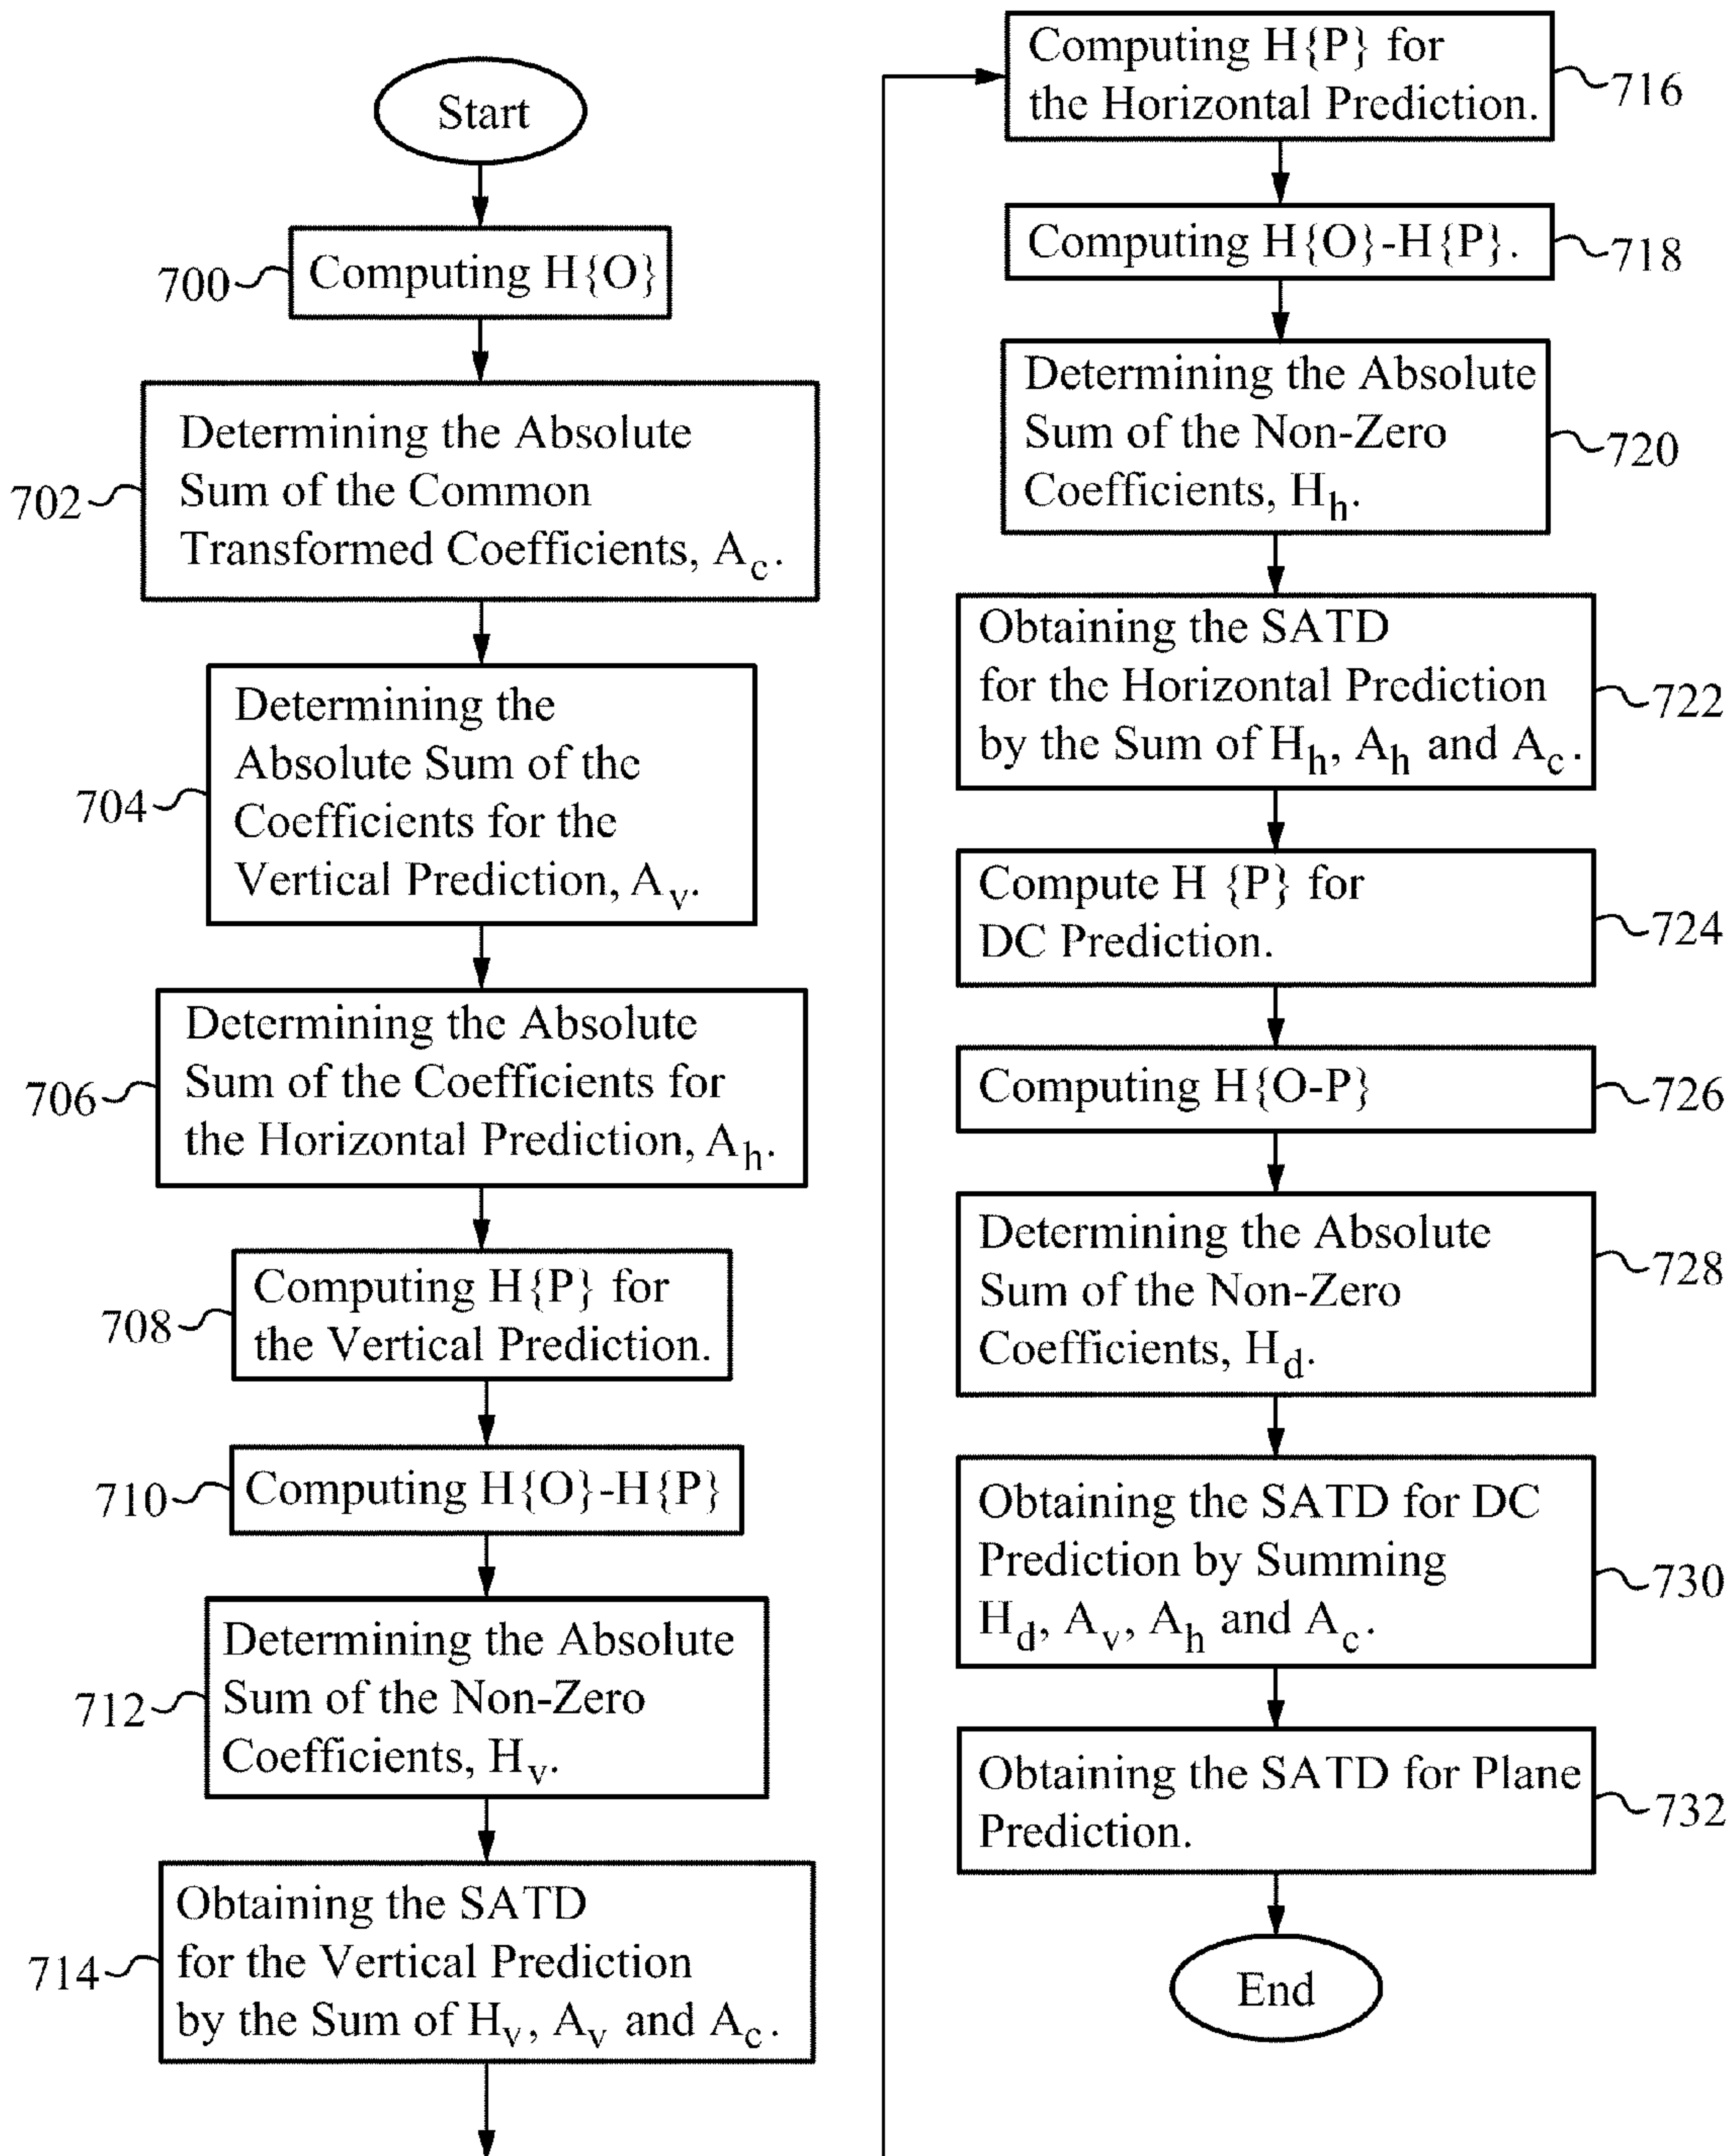 Start
700
Computing H{O}
702
Determining the Absolute
Sum of the Common
Transformed Coefficients, Ac.
704
Determining the
Absolute Sum of the
Coefficients for the
Vertical Prediction, Av.
706
Determining the Absolute
Sum of the Coefficients for
the Horizontal Prediction, Ah.
708
Computing H{P} for
the Vertical Prediction.
710
Computing H{O}-H{P}
712
Determining the Absolute
Sum of the Non-Zero
Coefficients, Hv.
714
Obtaining the SATD
for the Vertical Prediction
by the Sum of Hv, Av and Ac.
Computing H{P} for
the Horizontal Prediction.
716
Computing H{O}-H{P}.
718
Determining the Absolute
Sum of the Non-Zero
Coefficients, Hh.
720
Obtaining the SATD
for the Horizontal Prediction
by the Sum of Hh, Ah and Ac.
722
Compute H {P} for
DC Prediction.
724
Computing H{O-P}
726
Determining the Absolute
Sum of the Non-Zero
Coefficients, Hd.
728
Obtaining the SATD for DC
Prediction by Summing
Hd, Av, Ah and Ac.
730
Obtaining the SATD for Plane
Prediction.
732
End